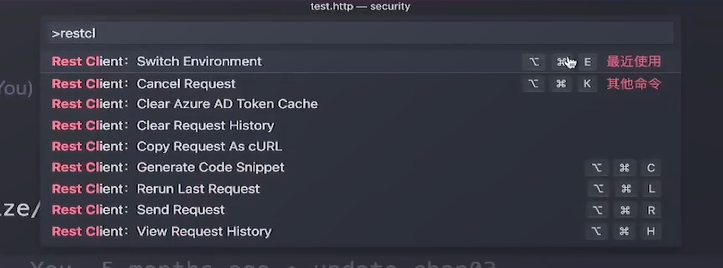 test.http — security
>restcl
Rest Client: Switch Environment ⌥ ⌘ E 最近使用
Rest Client: Cancel Request ⌥ ⌘ K 其他命令
Rest Client: Clear Azure AD Token Cache
Rest Client: Clear Request History
Rest Client: Copy Request As cURL
Rest Client: Generate Code Snippet ⌥ ⌘ C
Rest Client: Rerun Last Request ⌥ ⌘ L
Rest Client: Send Request ⌥ ⌘ R
Rest Client: View Request History ⌥ ⌘ H
You)
ize/
You, 5 months ago • update chap03